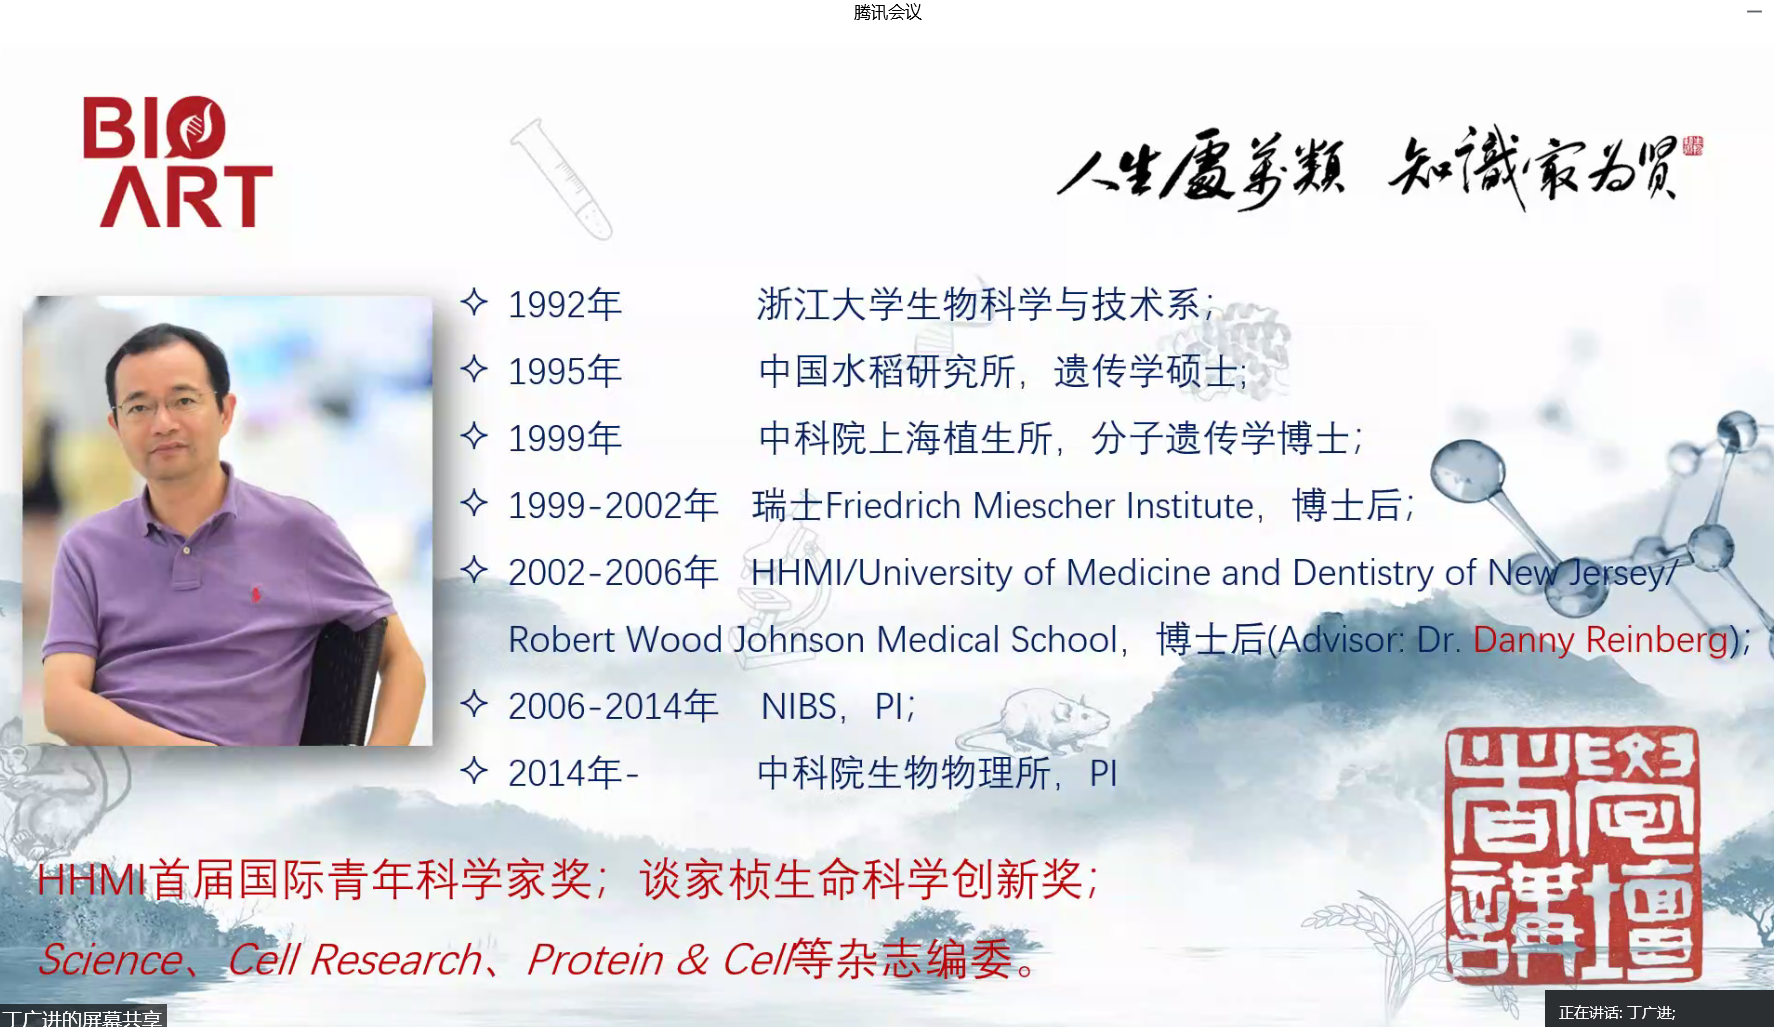 腾讯会议
BIO
ART
人生處万類 知識最为贤
✧ 1992年 浙江大学生物科学与技术系;
✧ 1995年 中国水稻研究所，遗传学硕士;
✧ 1999年 中科院上海植生所，分子遗传学博士；
✧ 1999-2002年 瑞士Friedrich Miescher Institute，博士后；
✧ 2002-2006年 HHMI/University of Medicine and Dentistry of New Jersey/
Robert Wood Johnson Medical School，博士后(Advisor: Dr. Danny Reinberg)；
✧ 2006-2014年 NIBS，PI；
✧ 2014年- 中科院生物物理所，PI
HHMI首届国际青年科学家奖；谈家桢生命科学创新奖；
Science、Cell Research、Protein & Cell等杂志编委。
丁广进的屏幕共享
正在讲话: 丁广进;